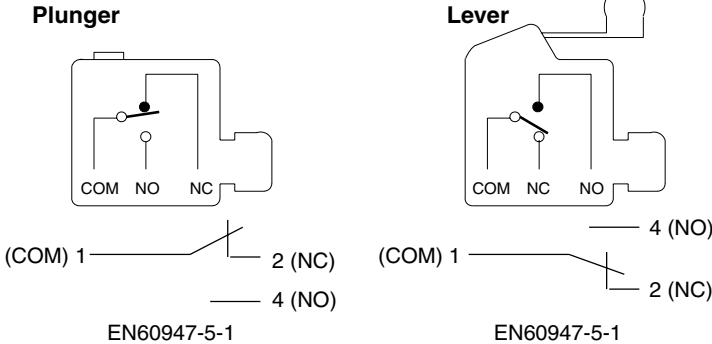 Plunger
COM NO NC
(COM) 1
2 (NC)
4 (NO)
EN60947-5-1
Lever
COM NC NO
4 (NO)
(COM) 1
2 (NC)
EN60947-5-1